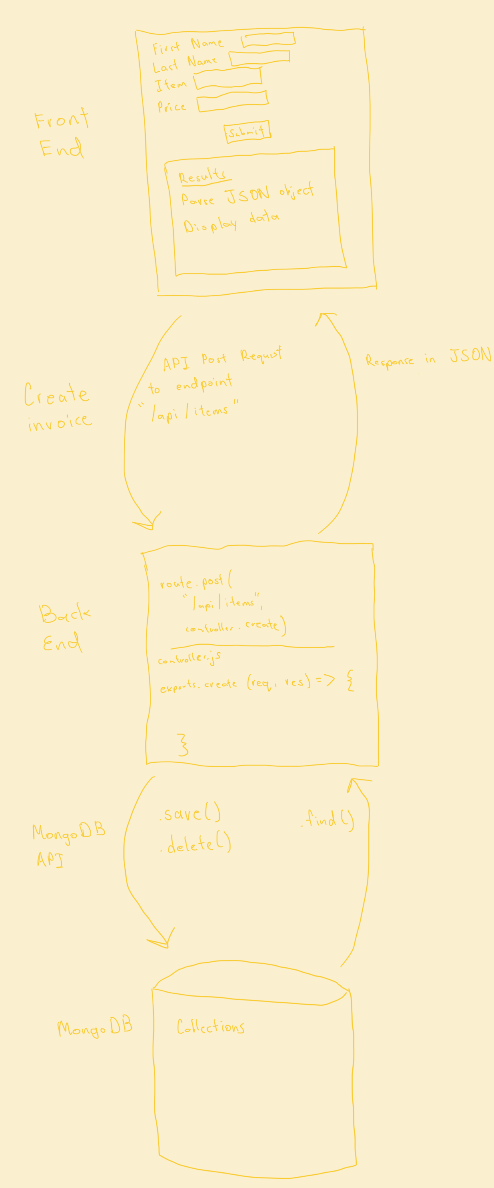 First Name
Last Name
Item
Price
Submit
Front
End
Results
Parse JSON object
Display data
API Post Request
to endpoint
"/api/items"
Response in JSON
Create
invoice
route.post(
"/api/items",
controller.create)
Back
End
controller.js
exports.create (req, res) => {
}
.save()
.delete()
.find()
MongoDB
API
MongoDB
Collections